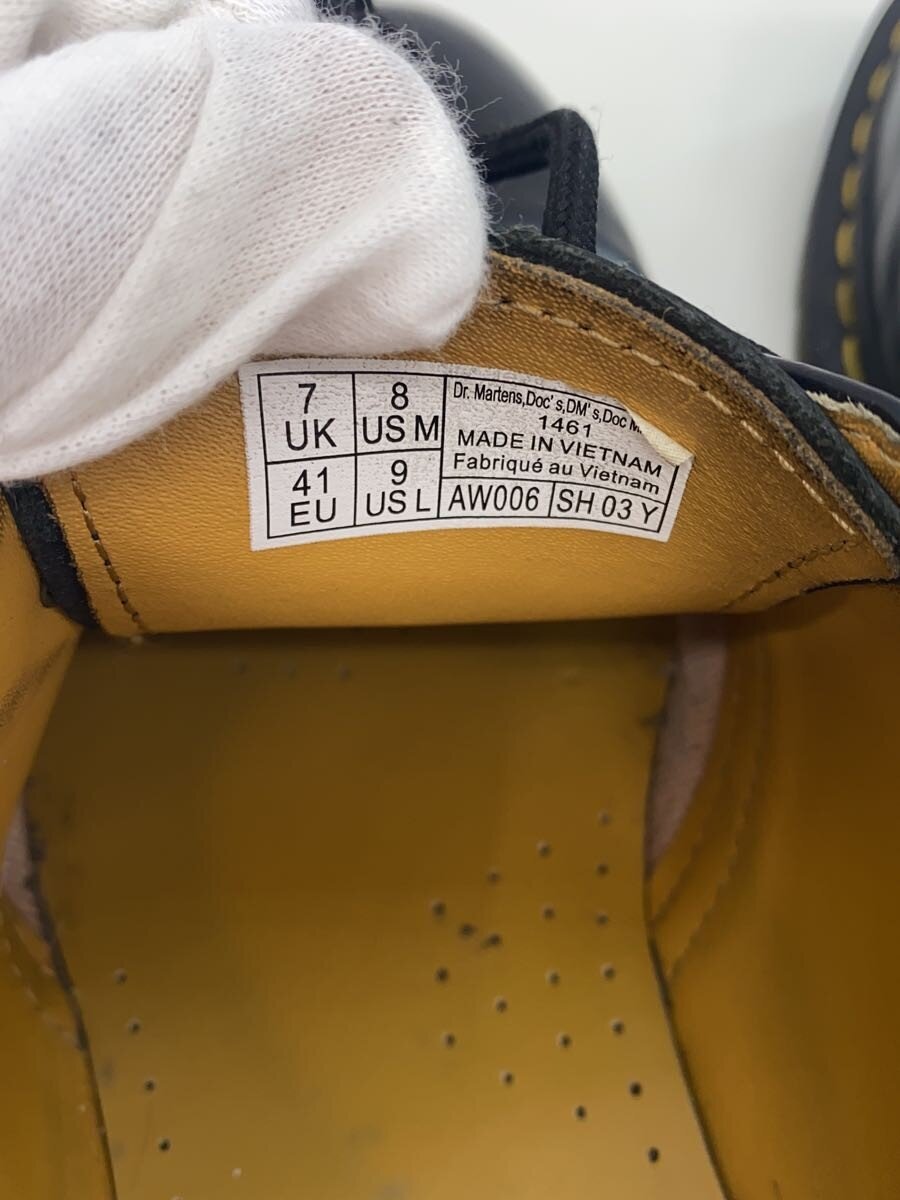 7
UK
8
US M
41
EU
9
US L
Dr. Martens,Doc's,DM's,Doc
1461
MADE IN VIETNAM
Fabriqué au Vietnam
AW006
SH 03 Y